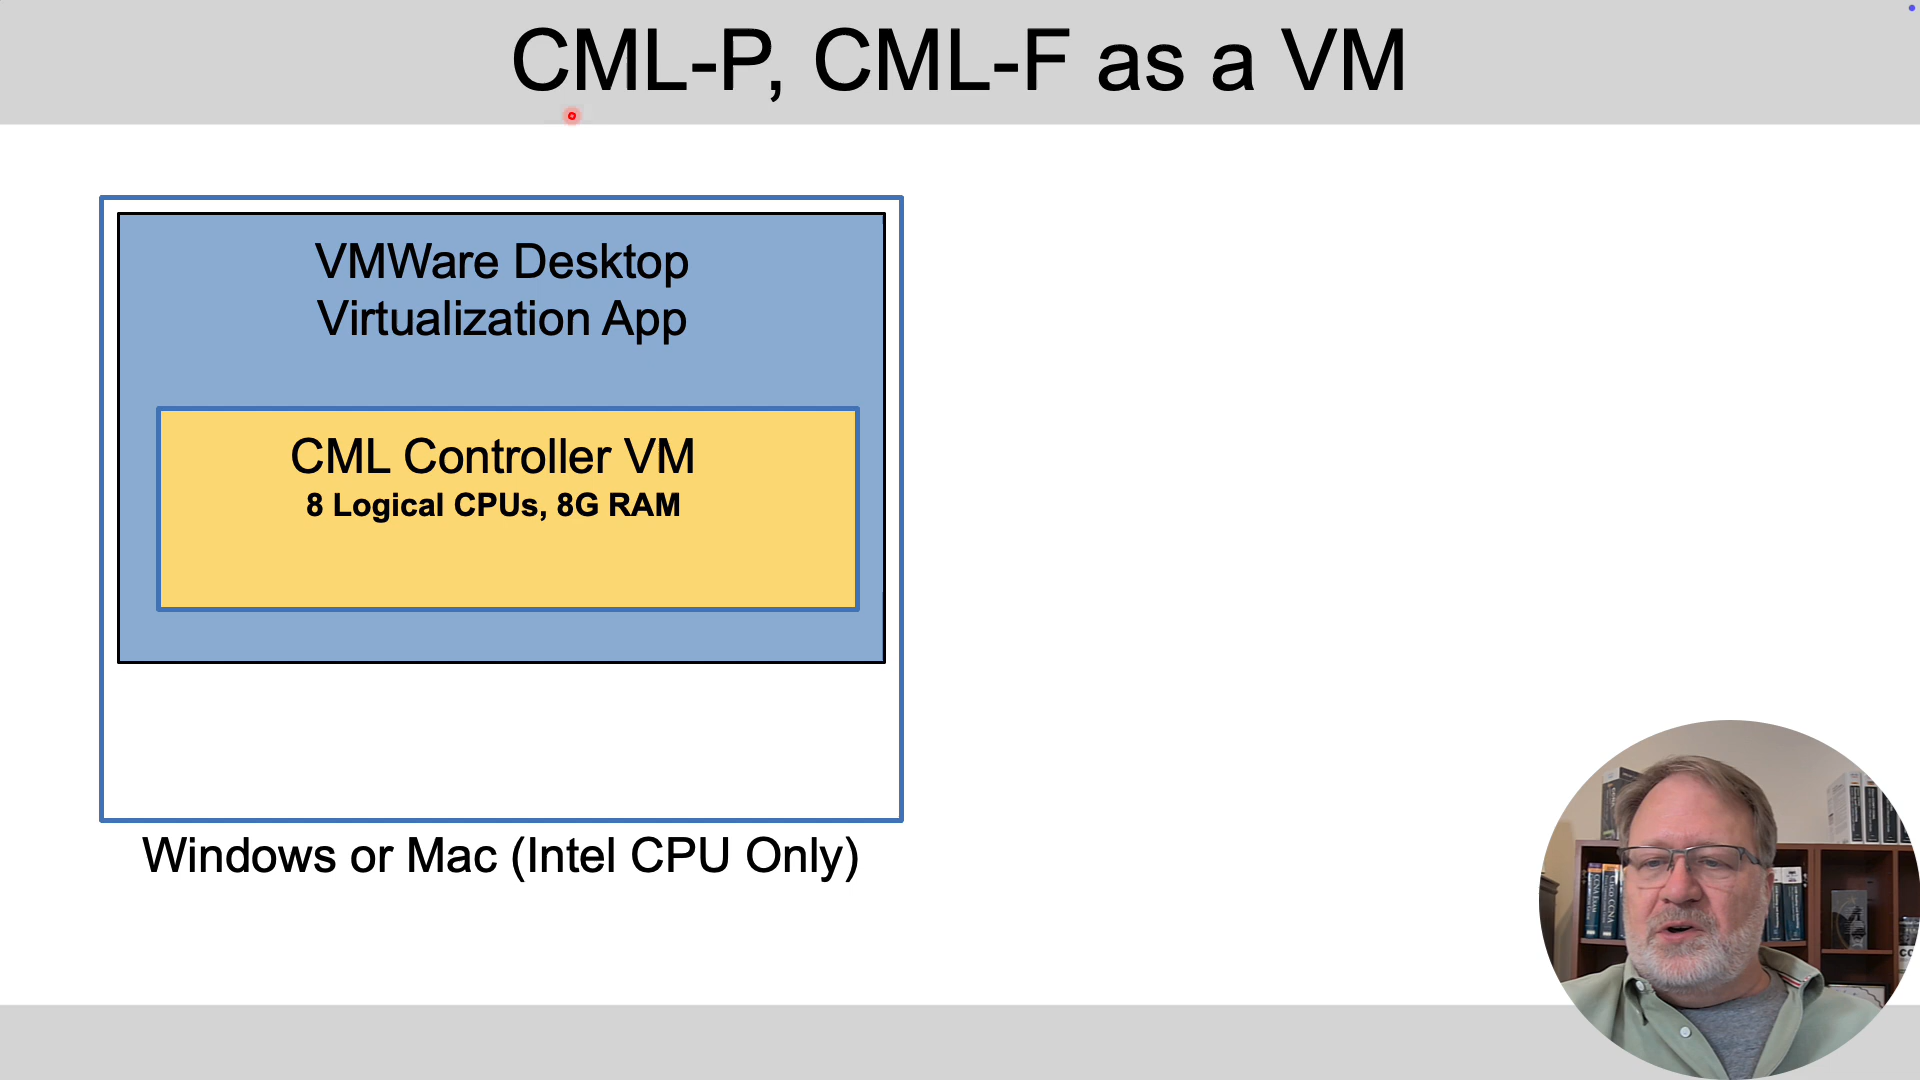 CML-P, CML-F as a VM
VMWare Desktop
Virtualization App
CML Controller VM
8 Logical CPUs, 8G RAM
Windows or Mac (Intel CPU Only)